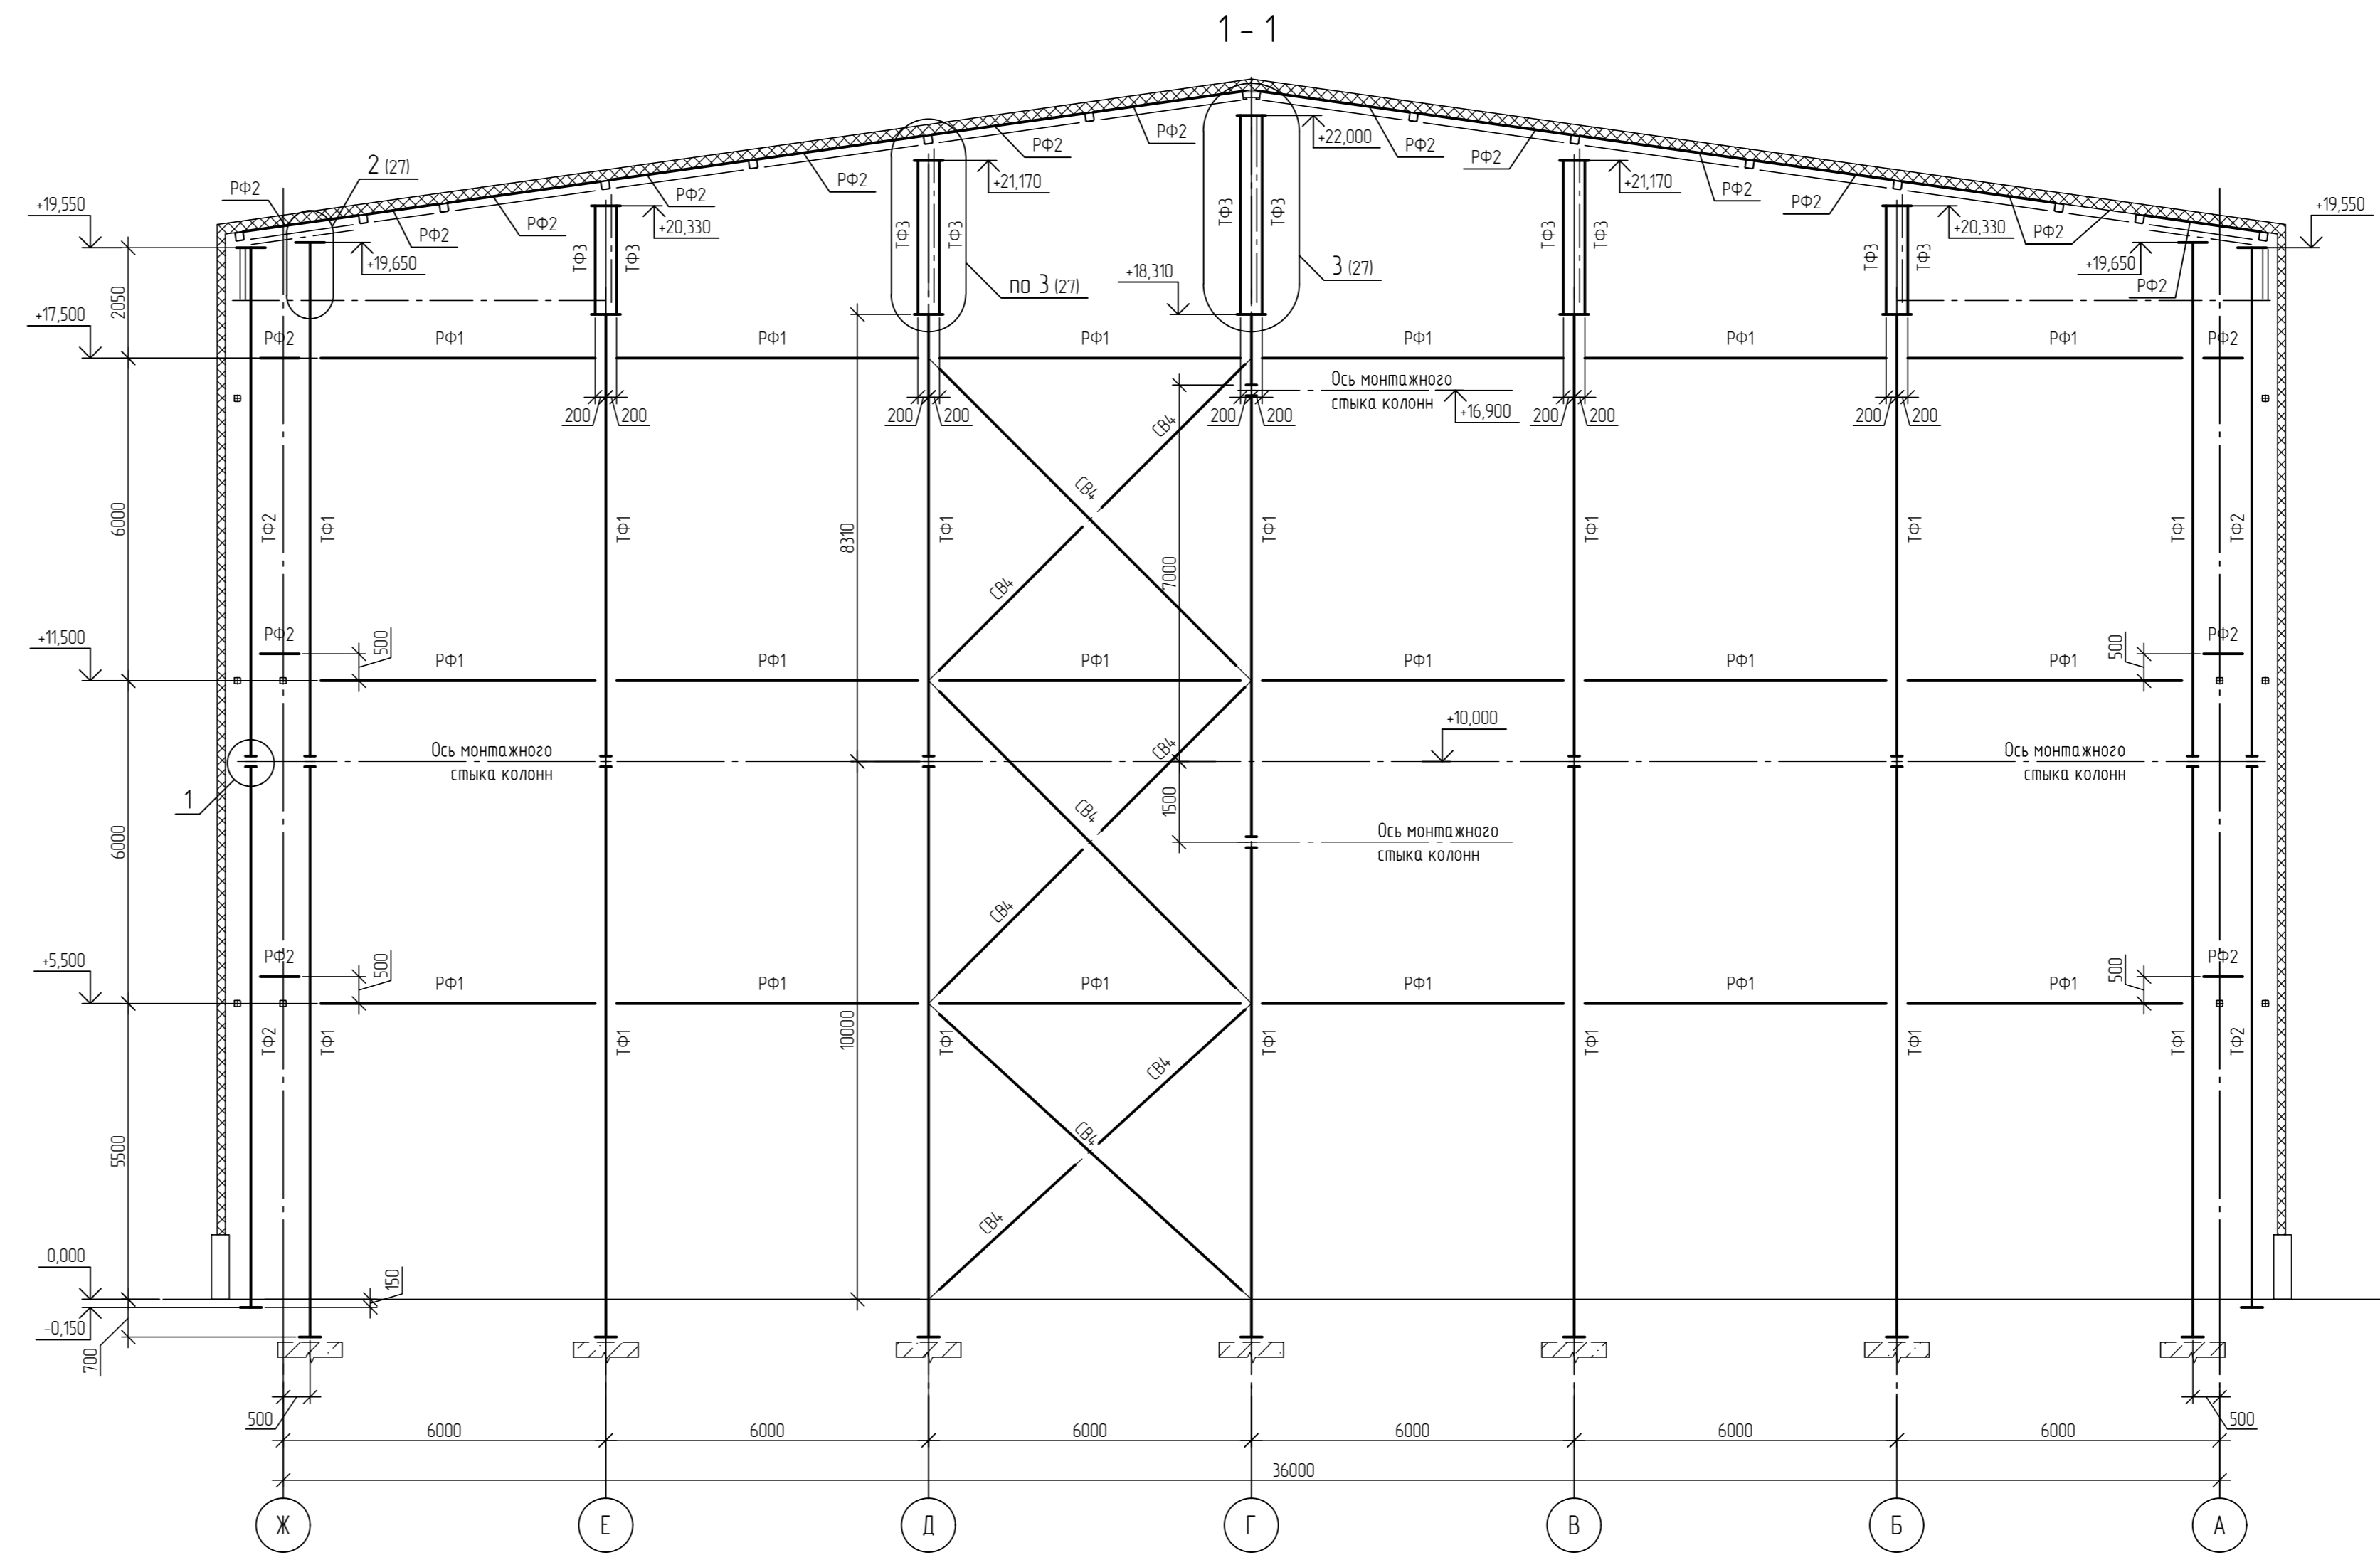 1 - 1
РФ2 РФ2 РФ2 РФ2
+22,000
2 (27) РФ2 +21,170 +21,170 РФ2
РФ2 РФ2 РФ2 РФ2 РФ2
+19,550 ТФ3 ТФ3 ТФ3 ТФ3 РФ2 +19,550
РФ2 РФ2 +20,330 ТФ3 ТФ3 +20,330 РФ2
+19,650 ТФ3 ТФ3 по 3 (27) +18,310 3 (27) ТФ3 ТФ3 +19,650
РФ2
2050
+17,500 РФ2 РФ1 РФ1 РФ1 РФ1 РФ1 РФ1 РФ2
Ось монтажного
стыка колонн +16,900
200 200 200 200 200 200 200 200 200 200
СВ4
СВ4
6000 ТФ2 ТФ1 ТФ1 8310 ТФ1 ТФ1 ТФ1 ТФ1 ТФ1 ТФ2
7000
СВ4
+11,500 РФ2 500 500 РФ2
РФ1 РФ1 РФ1 РФ1 РФ1 РФ1
+10,000
Ось монтажного СВ4 Ось монтажного
стыка колонн стыка колонн
1 1500
СВ4
6000 Ось монтажного
стыка колонн
СВ4
+5,500 РФ2 500 500 РФ2
РФ1 РФ1 РФ1 РФ1 РФ1 РФ1
ТФ2 ТФ1 ТФ1 10000 ТФ1 ТФ1 ТФ1 ТФ1 ТФ1 ТФ2
СВ4
5500 СВ4
СВ4
0,000 150
-0,150
700
500 500
6000 6000 6000 6000 6000 6000
36000
Ж Е Д Г В Б А